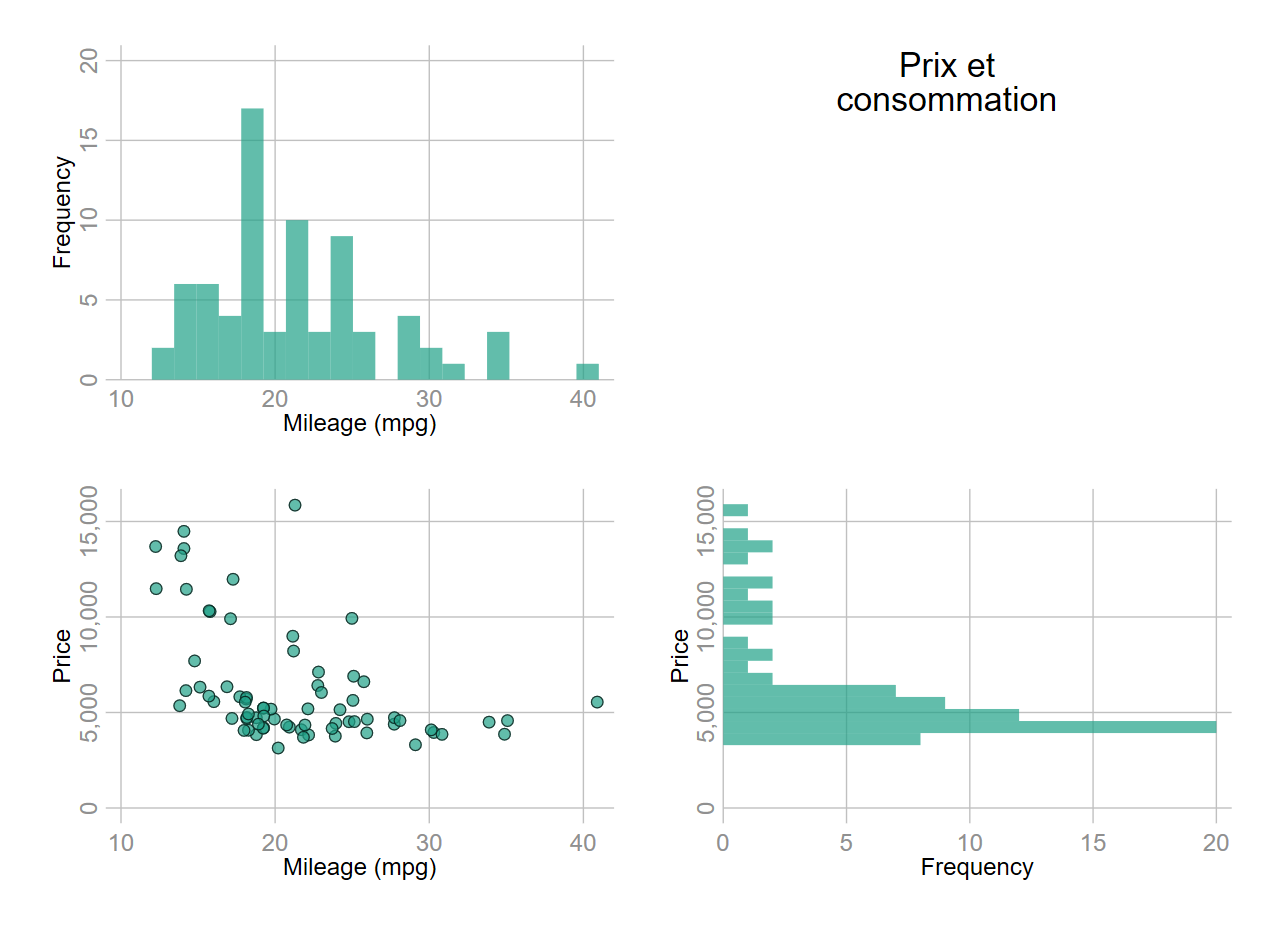 Prix et
consommation
Frequency
20
15
10
5
0
10 20 30 40
Mileage (mpg)
Price
15,000
10,000
5,000
0
10 20 30 40
Mileage (mpg)
Price
15,000
10,000
5,000
0
0 5 10 15 20
Frequency